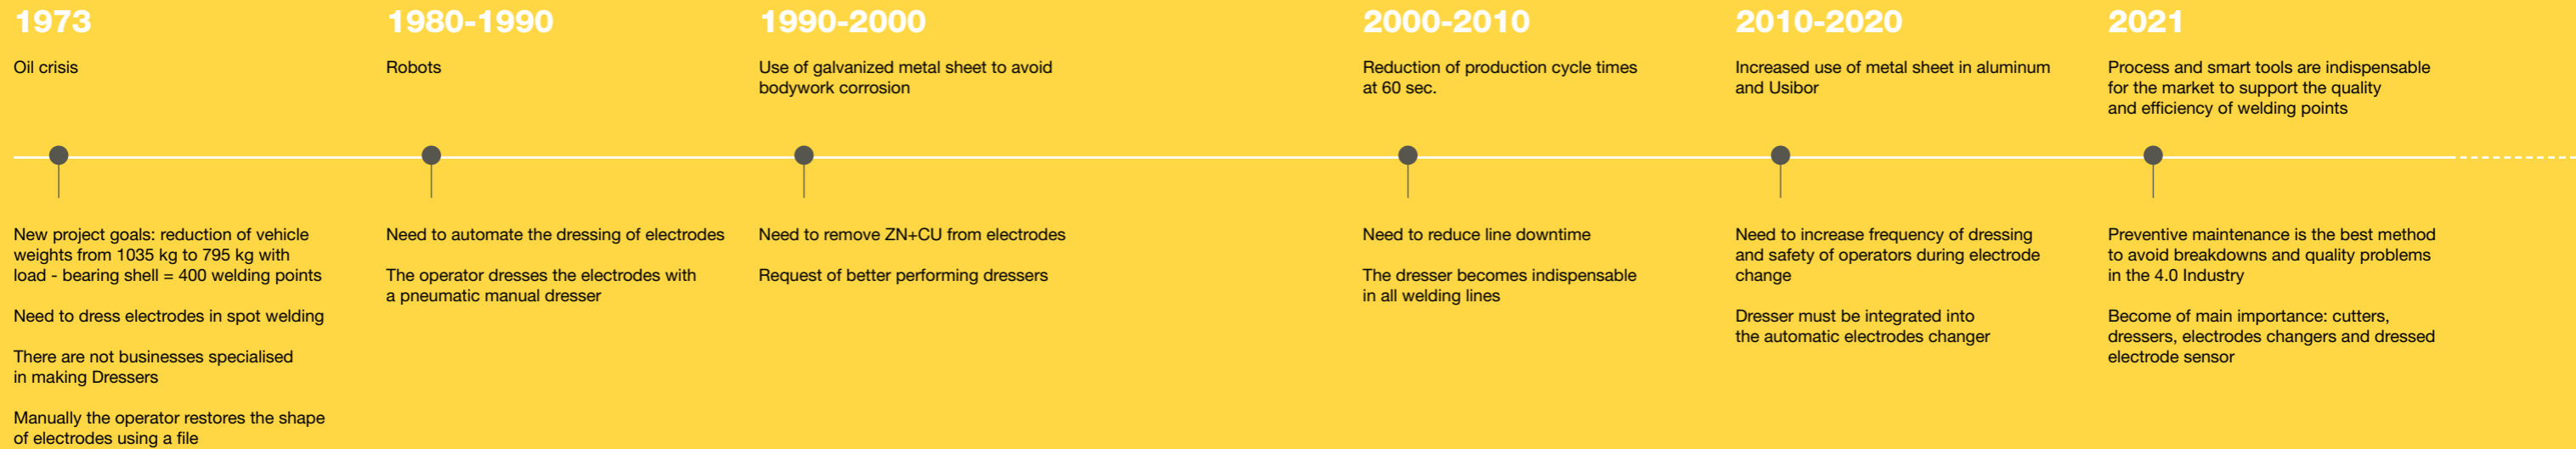 1973
Oil crisis
New project goals: reduction of vehicle
weights from 1035 kg to 795 kg with
load - bearing shell = 400 welding points
Need to dress electrodes in spot welding
There are not businesses specialised
in making Dressers
Manually the operator restores the shape
of electrodes using a file
1980-1990
Robots
Need to automate the dressing of electrodes
The operator dresses the electrodes with
a pneumatic manual dresser
1990-2000
Use of galvanized metal sheet to avoid
bodywork corrosion
Need to remove ZN+CU from electrodes
Request of better performing dressers
2000-2010
Reduction of production cycle times
at 60 sec.
Need to reduce line downtime
The dresser becomes indispensable
in all welding lines
2010-2020
Increased use of metal sheet in aluminum
and Usibor
Need to increase frequency of dressing
and safety of operators during electrode
change
Dresser must be integrated into
the automatic electrodes changer
2021
Process and smart tools are indispensable
for the market to support the quality
and efficiency of welding points
Preventive maintenance is the best method
to avoid breakdowns and quality problems
in the 4.0 Industry
Become of main importance: cutters,
dressers, electrodes changers and dressed
electrode sensor